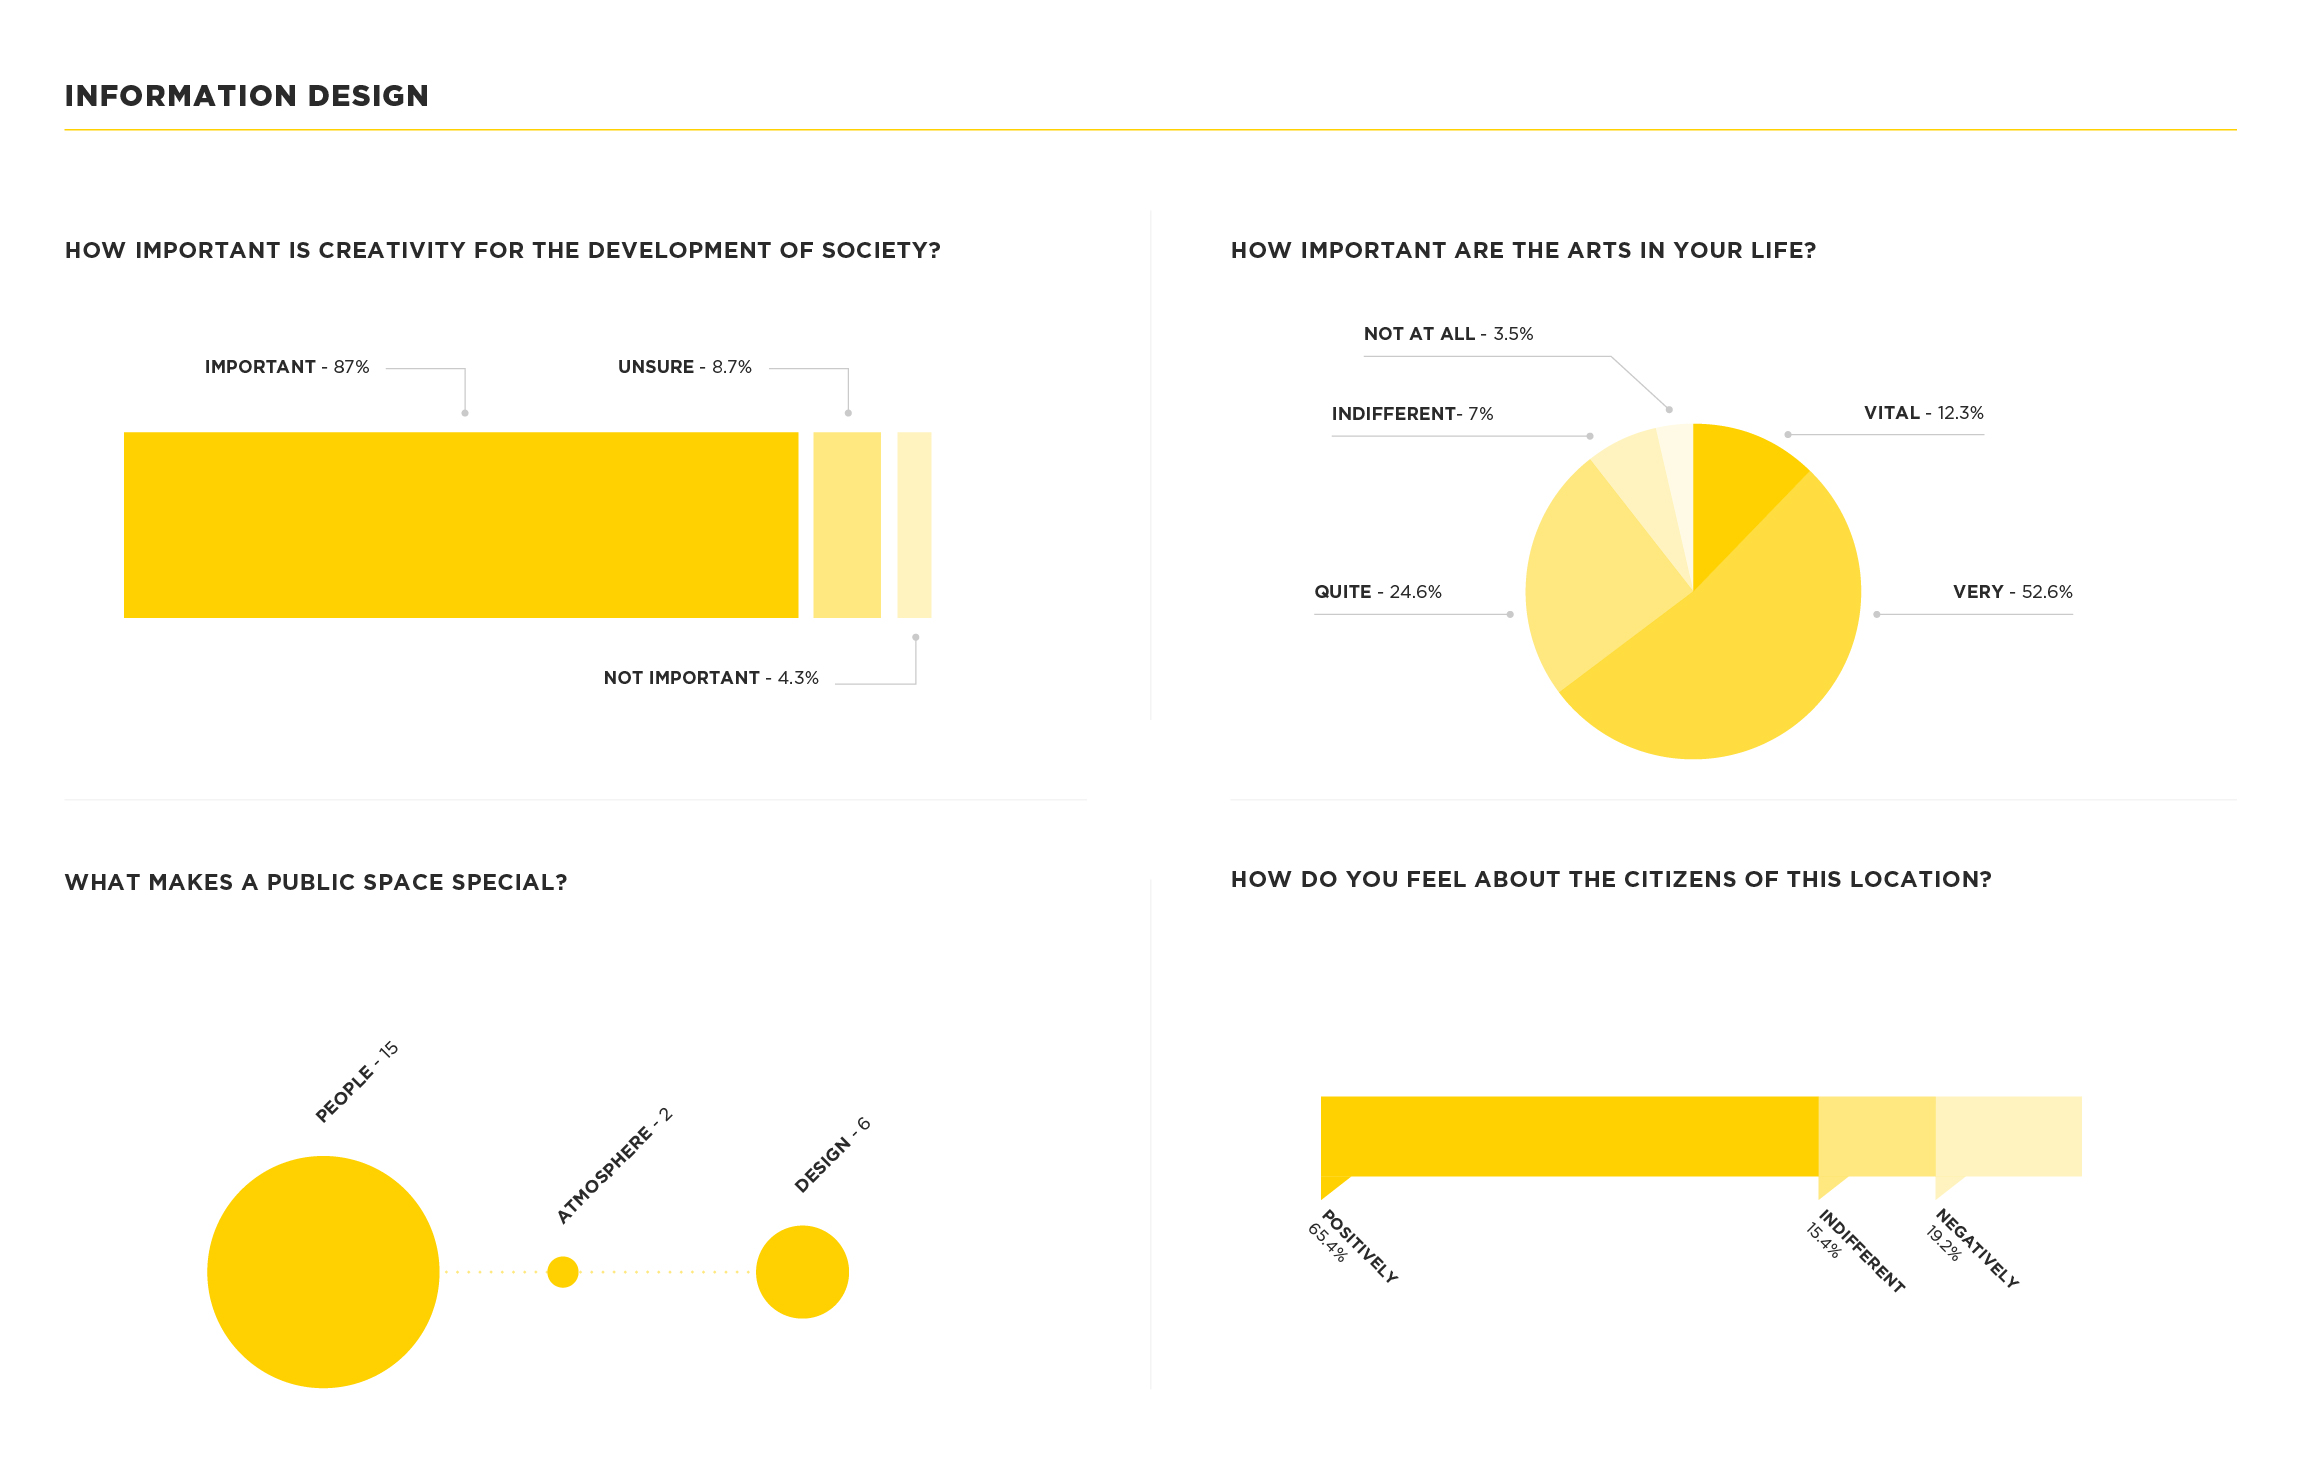 INFORMATION DESIGN
HOW IMPORTANT IS CREATIVITY FOR THE DEVELOPMENT OF SOCIETY?
IMPORTANT - 87%
UNSURE - 8.7%
NOT IMPORTANT - 4.3%
HOW IMPORTANT ARE THE ARTS IN YOUR LIFE?
NOT AT ALL - 3.5%
INDIFFERENT- 7%
VITAL - 12.3%
QUITE - 24.6%
VERY - 52.6%
WHAT MAKES A PUBLIC SPACE SPECIAL?
PEOPLE - 15
ATMOSPHERE - 2
DESIGN - 6
HOW DO YOU FEEL ABOUT THE CITIZENS OF THIS LOCATION?
POSITIVELY
65.4%
INDIFFERENT
15.4%
NEGATIVELY
19.2%